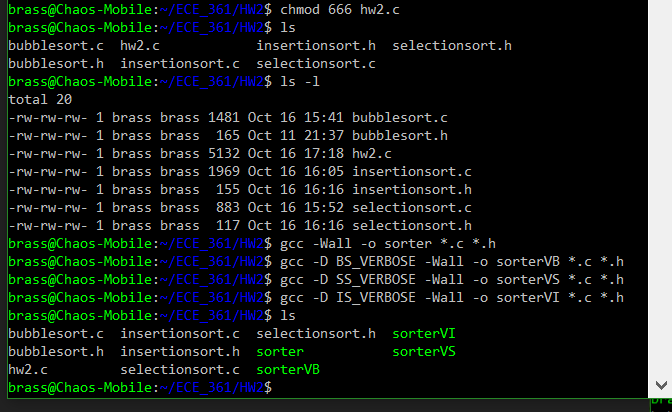 brass@Chaos-Mobile:~/ECE_361/HW2$ chmod 666 hw2.c
brass@Chaos-Mobile:~/ECE_361/HW2$ ls
bubblesort.c  hw2.c            insertionsort.h  selectionsort.h
bubblesort.h  insertionsort.c  selectionsort.c
brass@Chaos-Mobile:~/ECE_361/HW2$ ls -l
total 20
-rw-rw-rw- 1 brass brass 1481 Oct 16 15:41 bubblesort.c
-rw-rw-rw- 1 brass brass  165 Oct 11 21:37 bubblesort.h
-rw-rw-rw- 1 brass brass 5132 Oct 16 17:18 hw2.c
-rw-rw-rw- 1 brass brass 1969 Oct 16 16:05 insertionsort.c
-rw-rw-rw- 1 brass brass  155 Oct 16 16:16 insertionsort.h
-rw-rw-rw- 1 brass brass  883 Oct 16 15:52 selectionsort.c
-rw-rw-rw- 1 brass brass  117 Oct 16 16:16 selectionsort.h
brass@Chaos-Mobile:~/ECE_361/HW2$ gcc -Wall -o sorter *.c *.h
brass@Chaos-Mobile:~/ECE_361/HW2$ gcc -D BS_VERBOSE -Wall -o sorterVB *.c *.h
brass@Chaos-Mobile:~/ECE_361/HW2$ gcc -D SS_VERBOSE -Wall -o sorterVS *.c *.h
brass@Chaos-Mobile:~/ECE_361/HW2$ gcc -D IS_VERBOSE -Wall -o sorterVI *.c *.h
brass@Chaos-Mobile:~/ECE_361/HW2$ ls
bubblesort.c  insertionsort.c  selectionsort.h  sorterVI
bubblesort.h  insertionsort.h  sorter           sorterVS
hw2.c         selectionsort.c  sorterVB
brass@Chaos-Mobile:~/ECE_361/HW2$